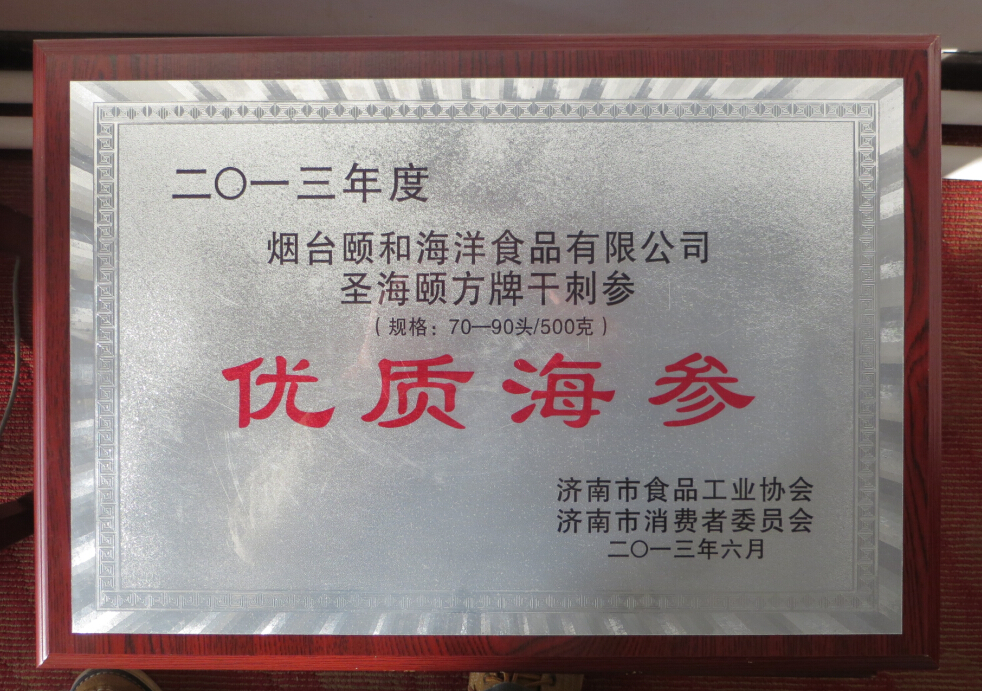 二〇一三年度
烟台颐和海洋食品有限公司
圣海颐方牌干刺参
(规格：70—90头/500克)
优质海参
济南市食品工业协会
济南市消费者委员会
二〇一三年六月